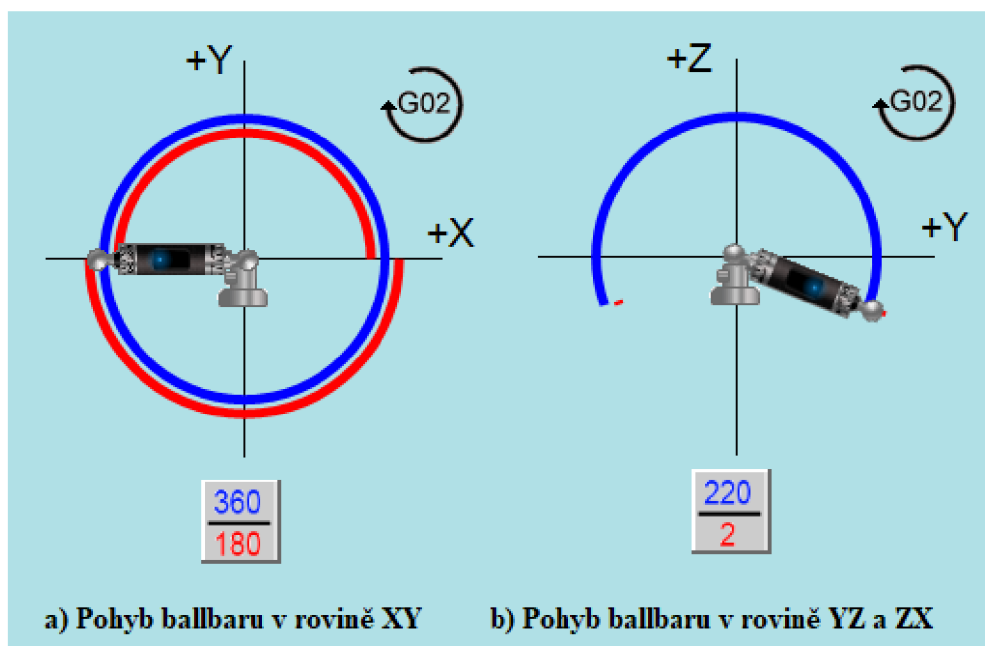 +Y
G02
+X
360
180
a) Pohyb ballbaru v rovině XY
+Z
G02
+Y
220
2
b) Pohyb ballbaru v rovině YZ a ZX